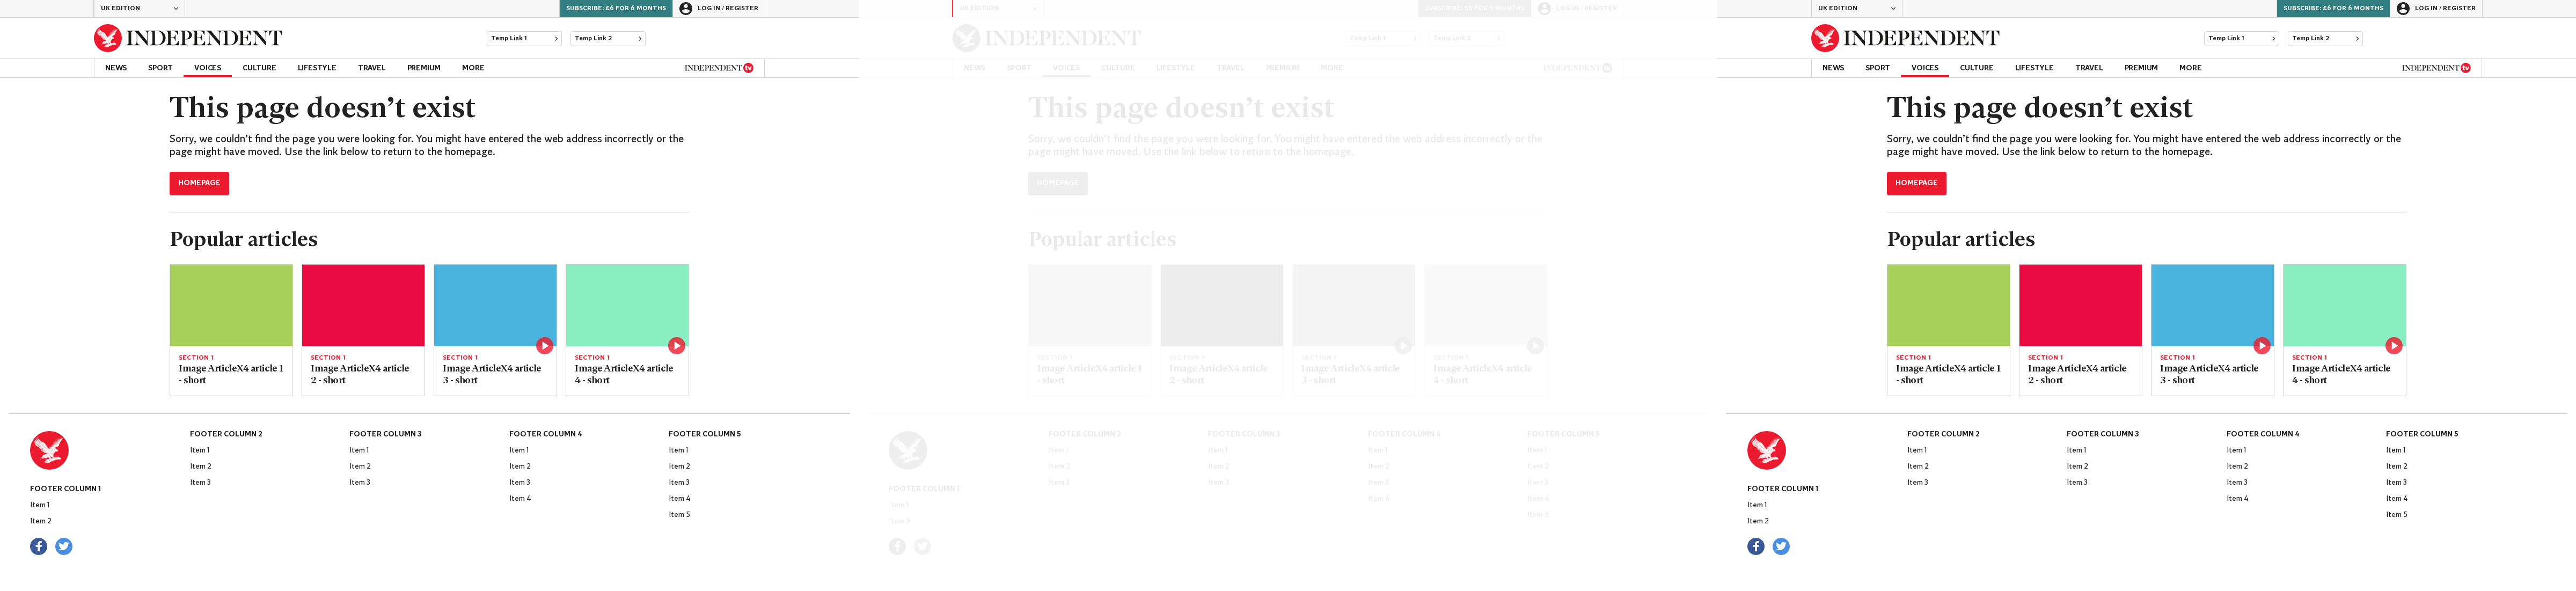 UK EDITION
SUBSCRIBE: £6 FOR 6 MONTHS
LOG IN / REGISTER
INDEPENDENT
Temp Link 1
Temp Link 2
NEWS SPORT VOICES CULTURE LIFESTYLE TRAVEL PREMIUM MORE
INDEPENDENT tv
This page doesn’t exist
Sorry, we couldn’t find the page you were looking for. You might have entered the web address incorrectly or the
page might have moved. Use the link below to return to the homepage.
HOMEPAGE
Popular articles
SECTION 1
Image ArticleX4 article 1
- short
SECTION 1
Image ArticleX4 article
2 - short
SECTION 1
Image ArticleX4 article
3 - short
SECTION 1
Image ArticleX4 article
4 - short
FOOTER COLUMN 1
Item 1
Item 2
FOOTER COLUMN 2
Item 1
Item 2
Item 3
FOOTER COLUMN 3
Item 1
Item 2
Item 3
FOOTER COLUMN 4
Item 1
Item 2
Item 3
Item 4
FOOTER COLUMN 5
Item 1
Item 2
Item 3
Item 4
Item 5
UK EDITION
SUBSCRIBE: £6 FOR 6 MONTHS
LOG IN / REGISTER
INDEPENDENT
Temp Link 1
Temp Link 2
NEWS SPORT VOICES CULTURE LIFESTYLE TRAVEL PREMIUM MORE
INDEPENDENT tv
This page doesn’t exist
Sorry, we couldn’t find the page you were looking for. You might have entered the web address incorrectly or the
page might have moved. Use the link below to return to the homepage.
HOMEPAGE
Popular articles
SECTION 1
Image ArticleX4 article 1
- short
SECTION 1
Image ArticleX4 article
2 - short
SECTION 1
Image ArticleX4 article
3 - short
SECTION 1
Image ArticleX4 article
4 - short
FOOTER COLUMN 1
Item 1
Item 2
FOOTER COLUMN 2
Item 1
Item 2
Item 3
FOOTER COLUMN 3
Item 1
Item 2
Item 3
FOOTER COLUMN 4
Item 1
Item 2
Item 3
Item 4
FOOTER COLUMN 5
Item 1
Item 2
Item 3
Item 4
Item 5
UK EDITION
SUBSCRIBE: £6 FOR 6 MONTHS
LOG IN / REGISTER
INDEPENDENT
Temp Link 1
Temp Link 2
NEWS SPORT VOICES CULTURE LIFESTYLE TRAVEL PREMIUM MORE
INDEPENDENT tv
This page doesn’t exist
Sorry, we couldn’t find the page you were looking for. You might have entered the web address incorrectly or the
page might have moved. Use the link below to return to the homepage.
HOMEPAGE
Popular articles
SECTION 1
Image ArticleX4 article 1
- short
SECTION 1
Image ArticleX4 article
2 - short
SECTION 1
Image ArticleX4 article
3 - short
SECTION 1
Image ArticleX4 article
4 - short
FOOTER COLUMN 1
Item 1
Item 2
FOOTER COLUMN 2
Item 1
Item 2
Item 3
FOOTER COLUMN 3
Item 1
Item 2
Item 3
FOOTER COLUMN 4
Item 1
Item 2
Item 3
Item 4
FOOTER COLUMN 5
Item 1
Item 2
Item 3
Item 4
Item 5